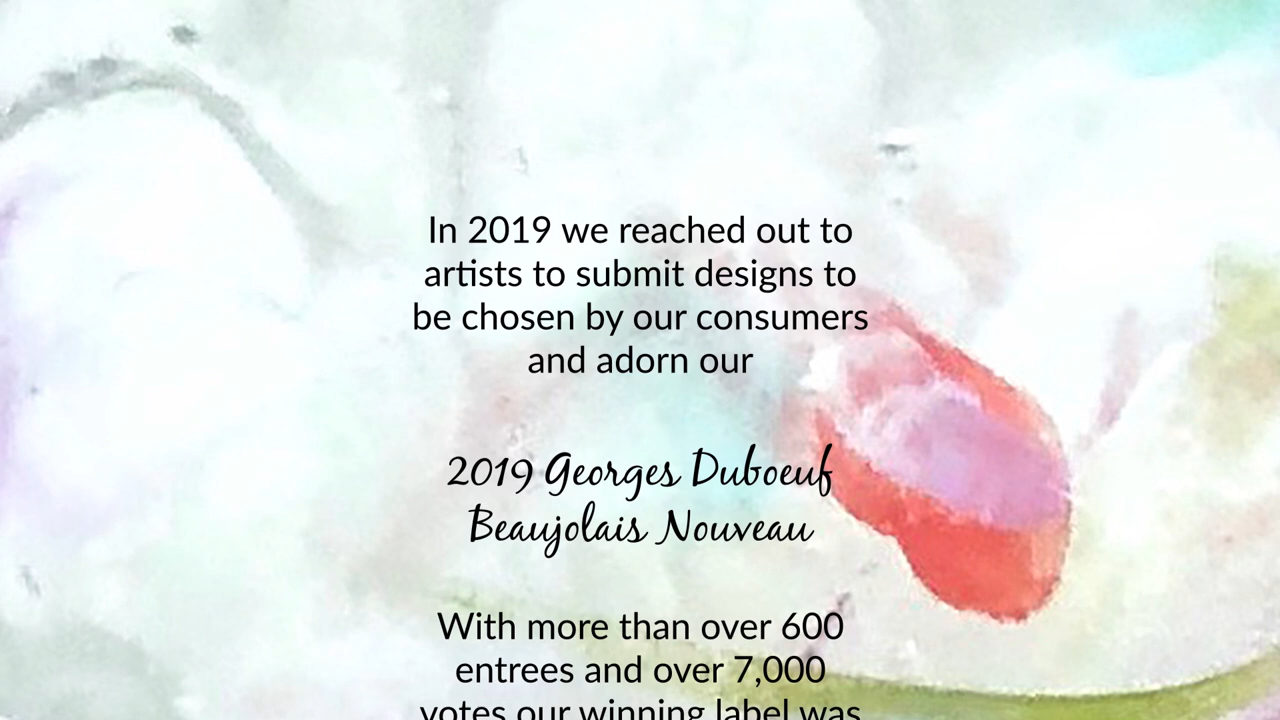 In 2019 we reached out to
artists to submit designs to
be chosen by our consumers
and adorn our
2019 Georges Duboeuf
Beaujolais Nouveau
With more than over 600
entrees and over 7,000
votes our winning label was